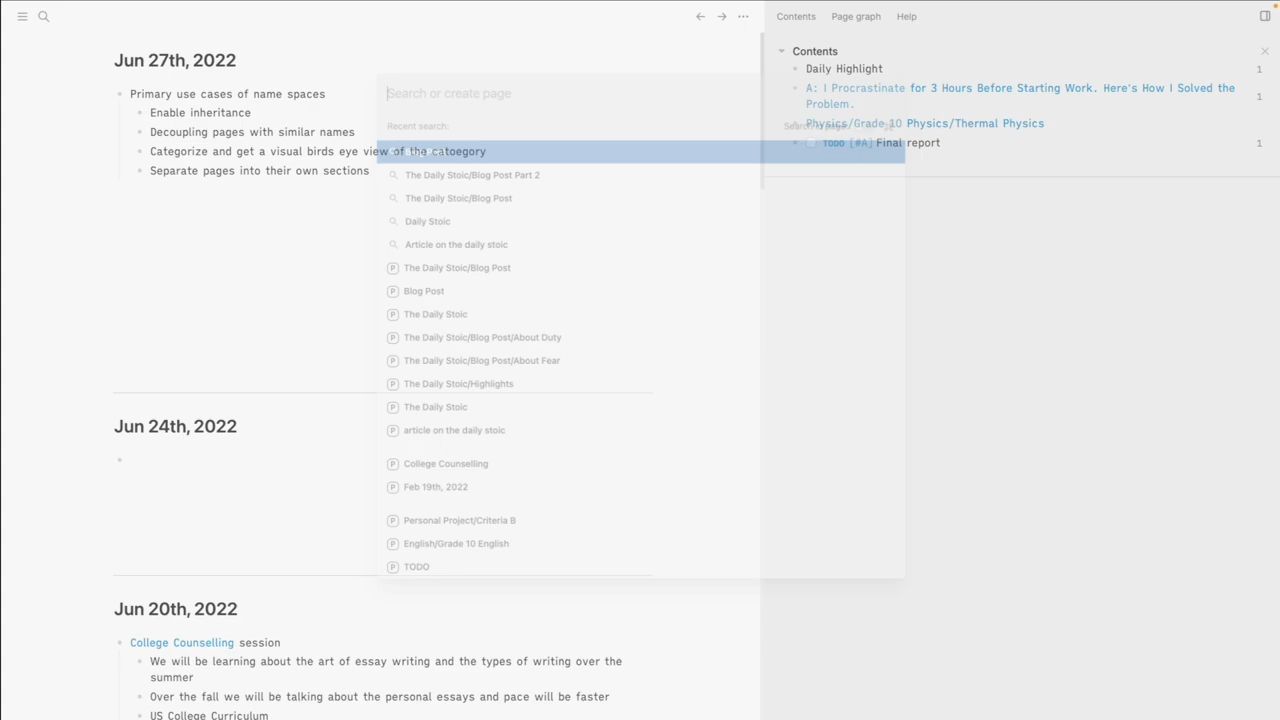 Contents
Page graph
Help
Jun 27th, 2022
Primary use cases of name spaces
Enable inheritance
Decoupling pages with similar names
Categorize and get a visual birds eye view of the catoegory
Separate pages into their own sections
Search or create page
Recent search:
The Daily Stoic/Blog Post Part 2
The Daily Stoic/Blog Post
Daily Stoic
Article on the daily stoic
P The Daily Stoic/Blog Post
P Blog Post
P The Daily Stoic
P The Daily Stoic/Blog Post/About Duty
P The Daily Stoic/Blog Post/About Fear
P The Daily Stoic/Highlights
P The Daily Stoic
P article on the daily stoic
P College Counselling
P Feb 19th, 2022
P Personal Project/Criteria B
P English/Grade 10 English
P TODO
Jun 24th, 2022
Jun 20th, 2022
College Counselling session
We will be learning about the art of essay writing and the types of writing over the
summer
Over the fall we will be talking about the personal essays and pace will be faster
US College Curriculum
Contents
Daily Highlight 1
A: I Procrastinate for 3 Hours Before Starting Work. Here's How I Solved the
Problem. 1
Physics/Grade 10 Physics/Thermal Physics
TODO [#A] Final report 1